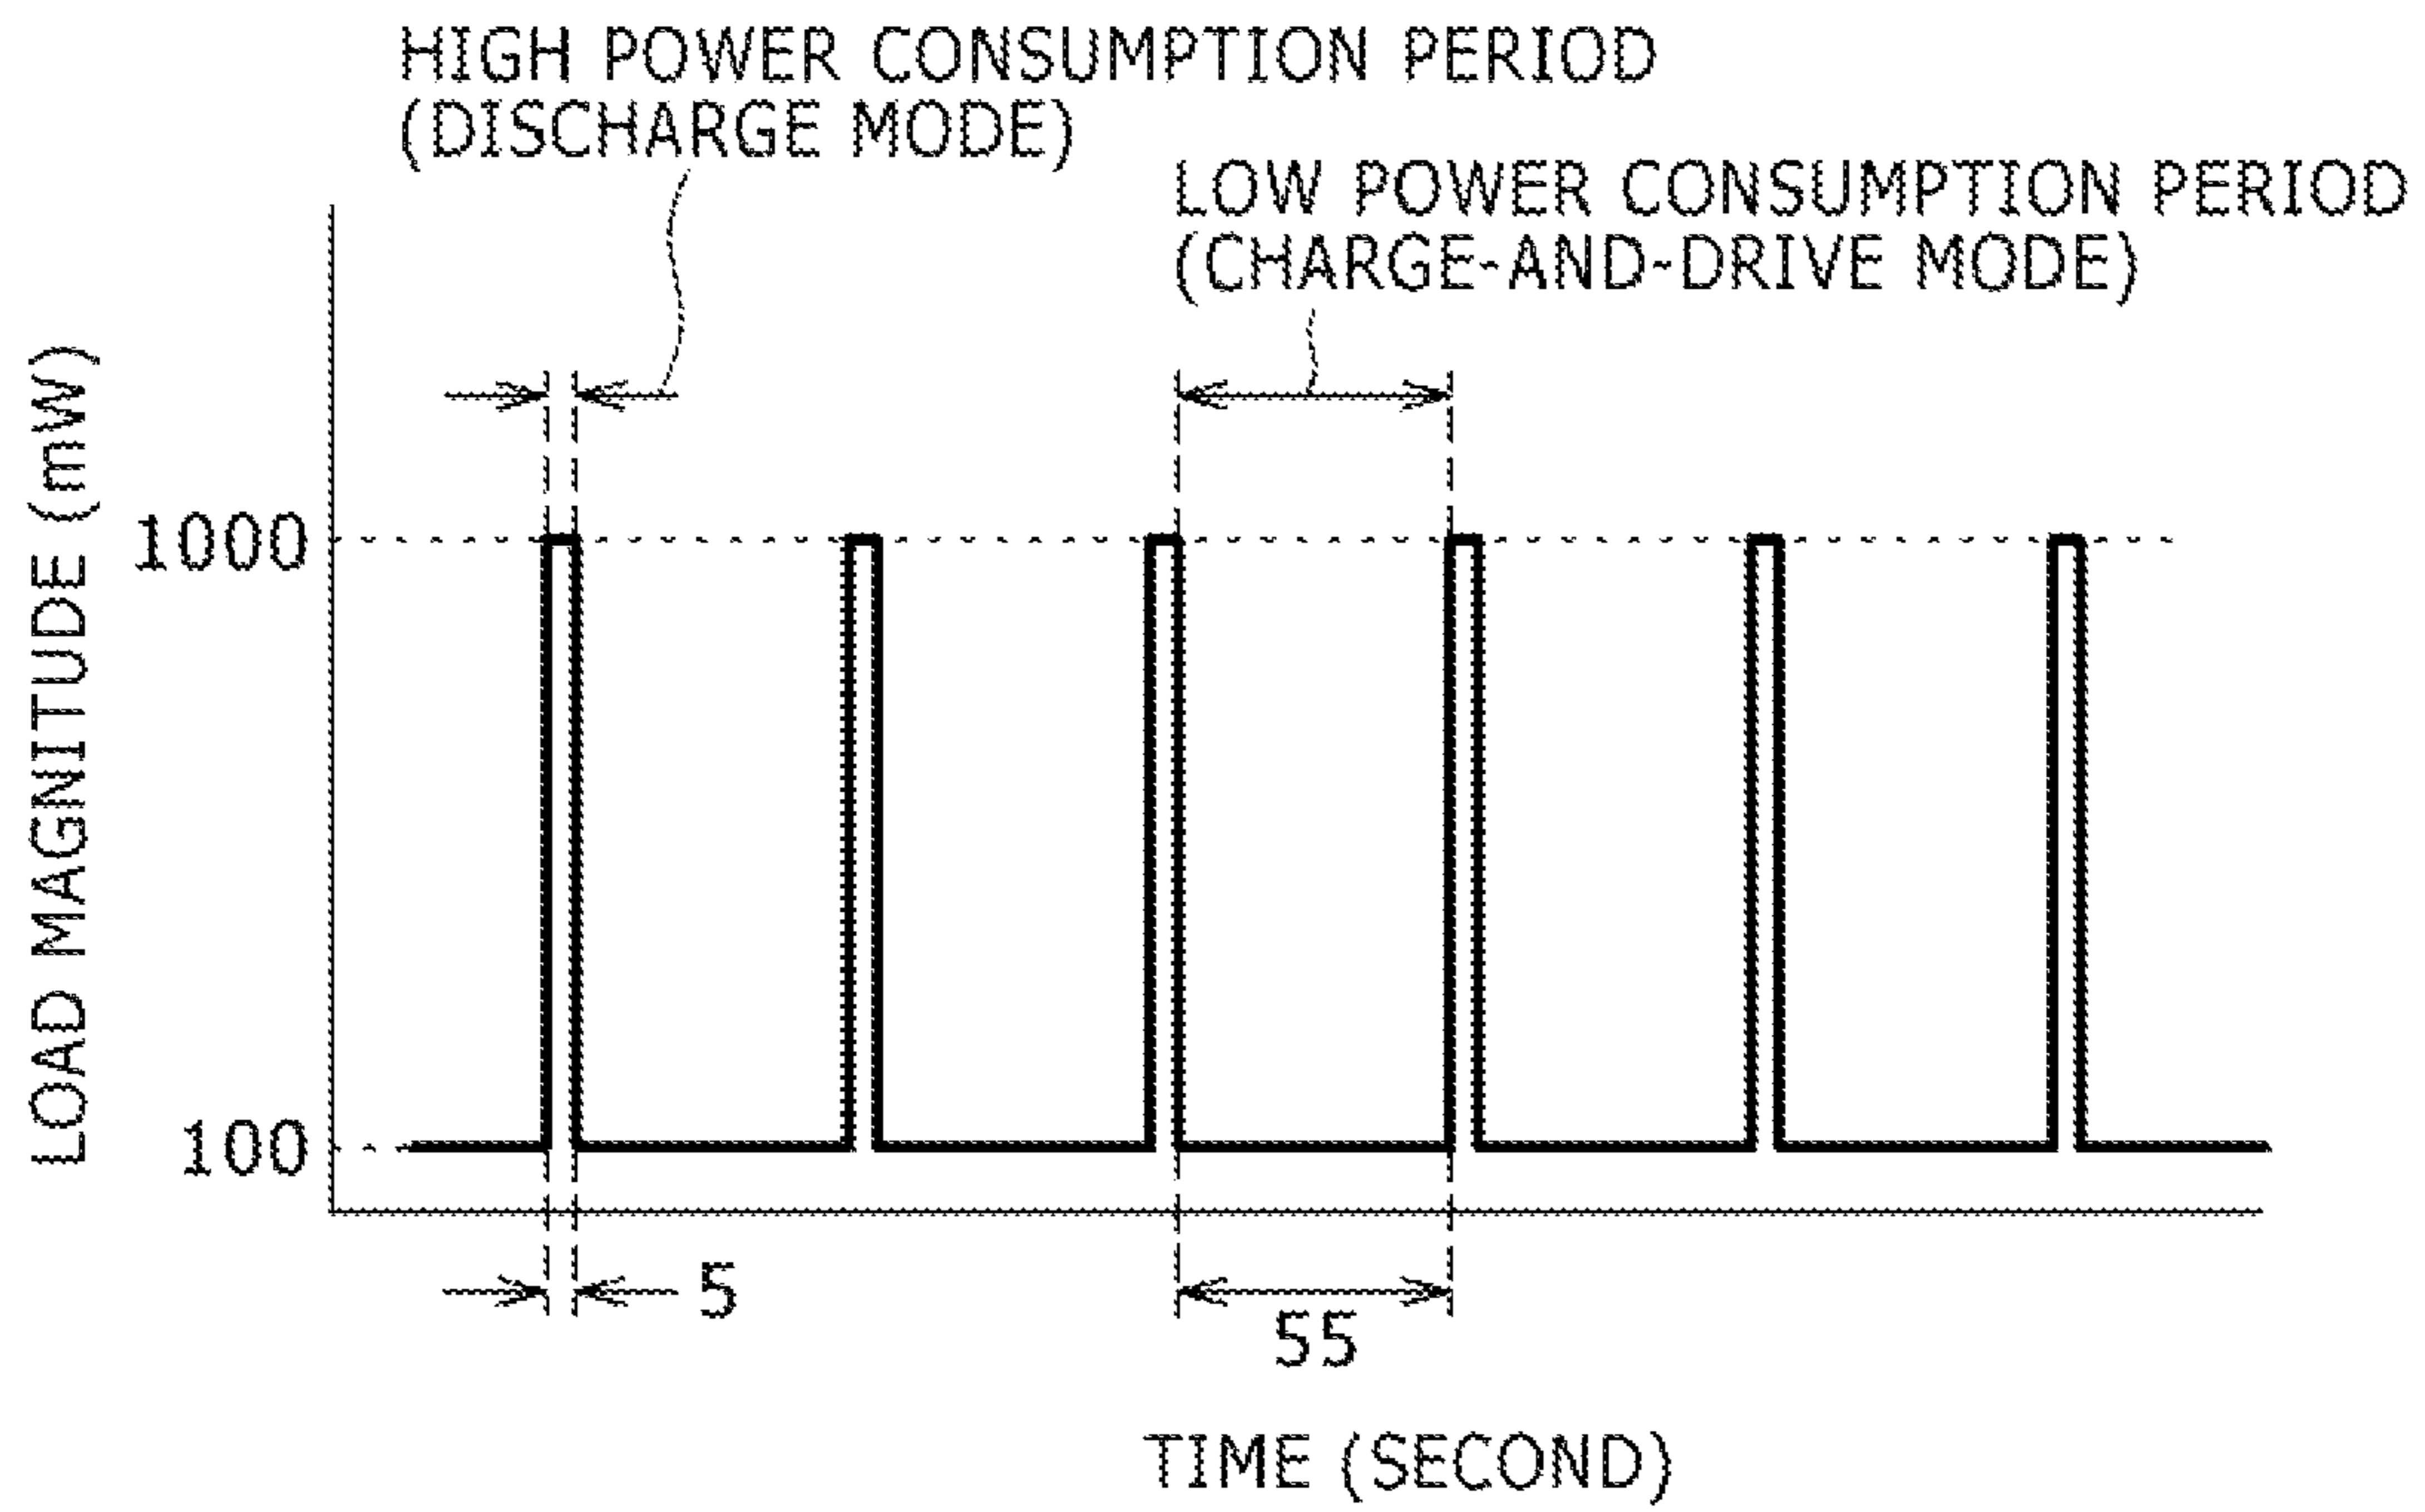 HIGH POWER CONSUMPTION PERIOD
(DISCHARGE MODE)
LOW POWER CONSUMPTION PERIOD
(CHARGE-AND-DRIVE MODE)
LOAD MAGNITUDE (mW)
1000
100
5
55
TIME (SECOND)